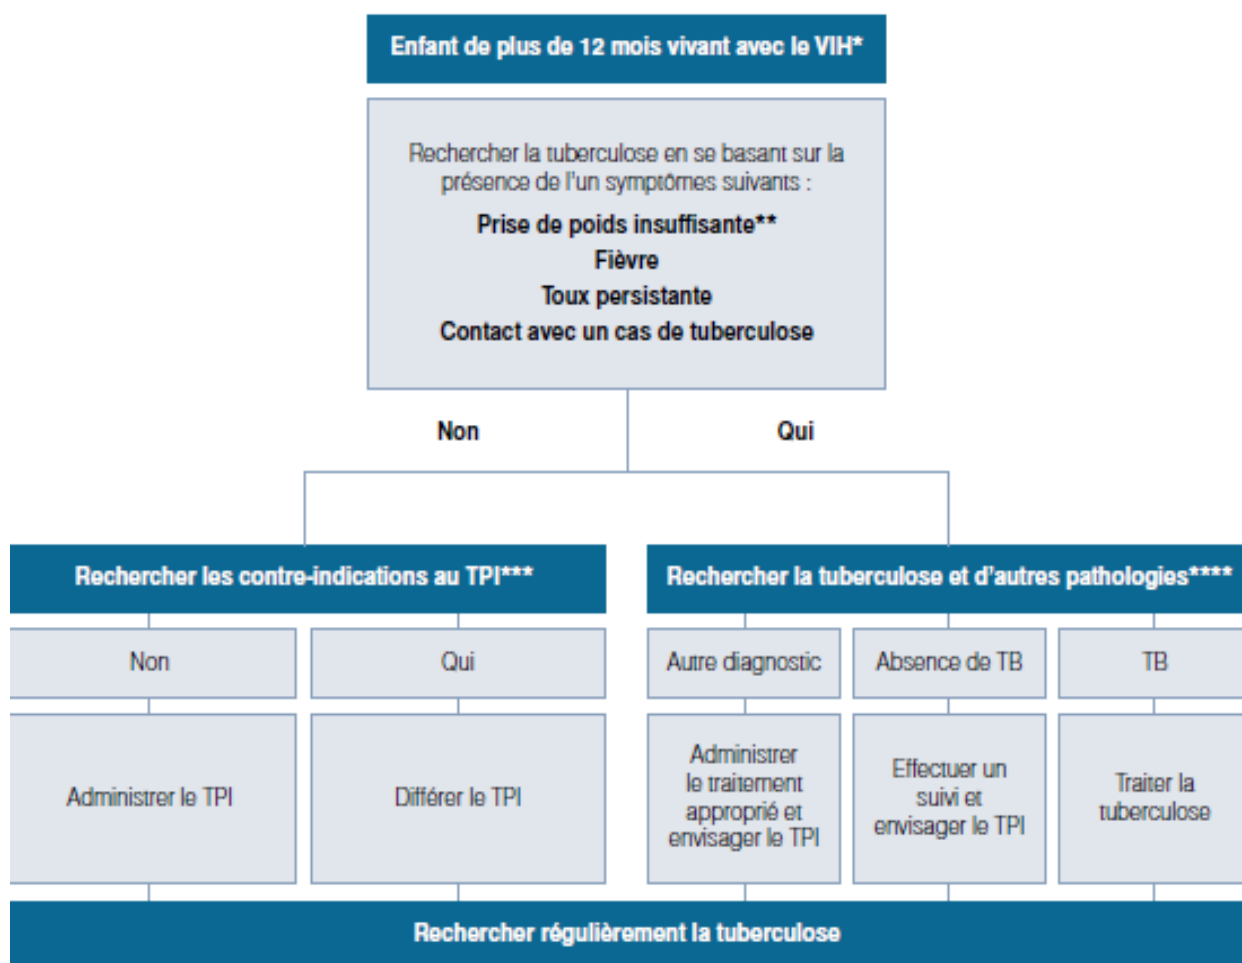 Enfant de plus de 12 mois vivant avec le VIH*
Rechercher la tuberculose en se basant sur la
présence de l'un symptômes suivants :
Prise de poids insuffisante**
Fièvre
Toux persistante
Contact avec un cas de tuberculose
Non
Qui
Rechercher les contre-indications au TPI***
Non
Qui
Administrer le TPI
Différer le TPI
Rechercher la tuberculose et d'autres pathologies****
Autre diagnostic
Absence de TB
TB
Administrer
le traitement
approprié et
envisager le TPI
Effectuer un
suivi et
envisager le TPI
Traiter la
tuberculose
Rechercher régulièrement la tuberculose